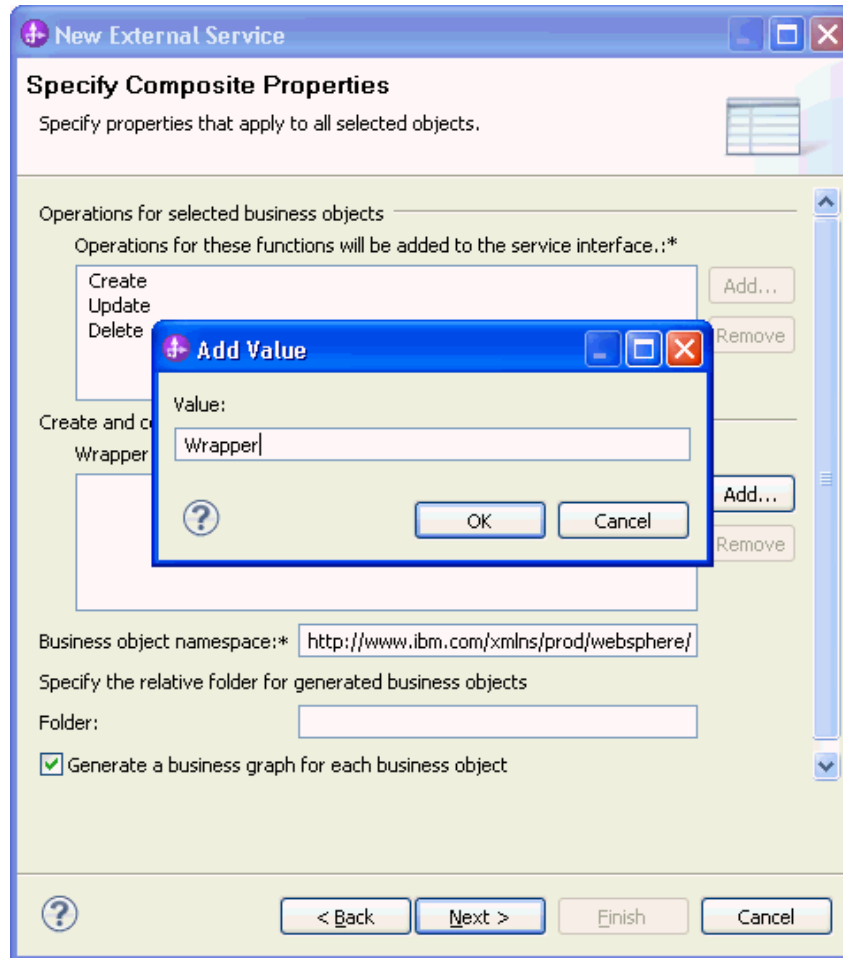 New External Service
Specify Composite Properties
Specify properties that apply to all selected objects.
Operations for selected business objects
Operations for these functions will be added to the service interface.:*
Create
Update
Delete
Add...
Remove
Add Value
Value:
Wrapper
OK
Cancel
Create and c
Wrapper
Add...
Remove
Business object namespace:* http://www.ibm.com/xmlns/prod/websphere/
Specify the relative folder for generated business objects
Folder:
Generate a business graph for each business object
< Back
Next >
Finish
Cancel